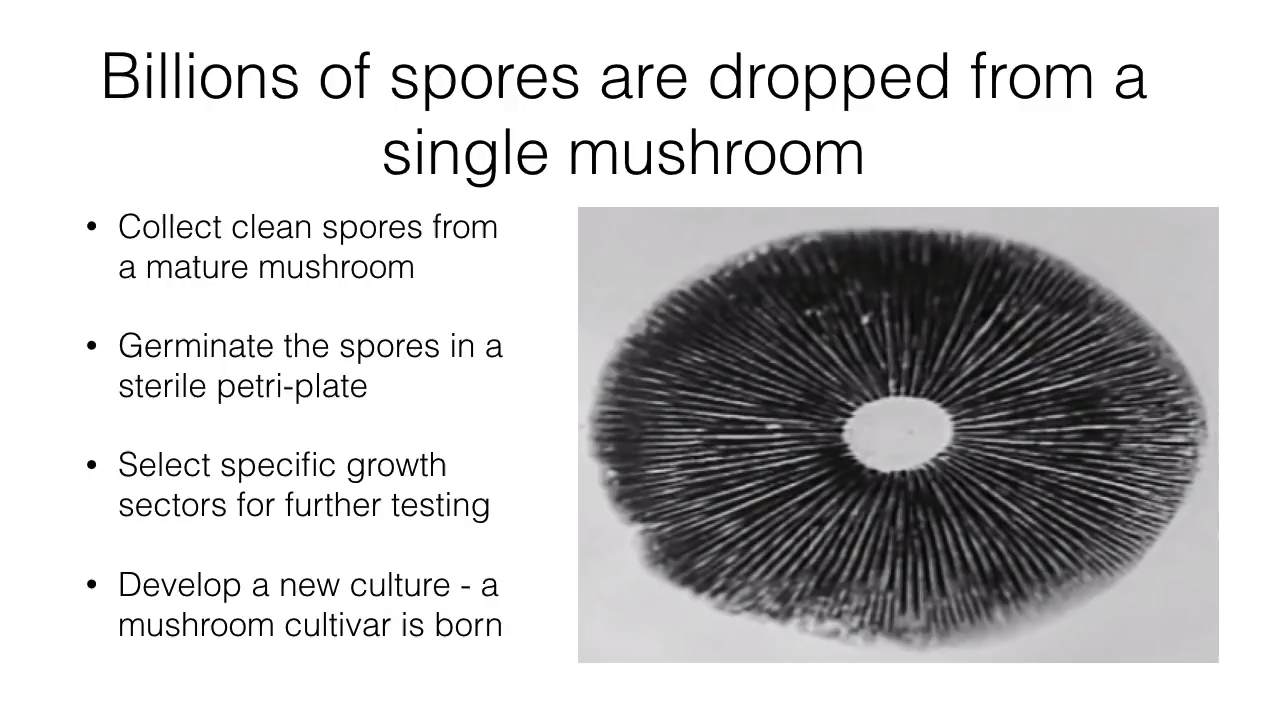 Billions of spores are dropped from a
single mushroom
• Collect clean spores from
a mature mushroom
• Germinate the spores in a
sterile petri-plate
• Select specific growth
sectors for further testing
• Develop a new culture - a
mushroom cultivar is born